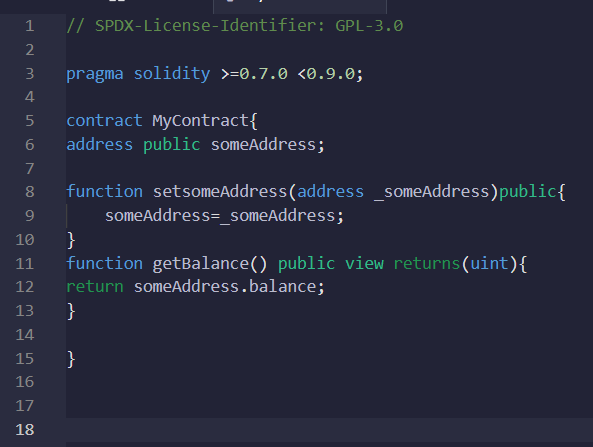 1 // SPDX-License-Identifier: GPL-3.0
2
3 pragma solidity >=0.7.0 <0.9.0;
4
5 contract MyContract{
6 address public someAddress;
7
8 function setsomeAddress(address _someAddress)public{
9     someAddress=_someAddress;
10 }
11 function getBalance() public view returns(uint){
12 return someAddress.balance;
13 }
14
15 }
16
17
18